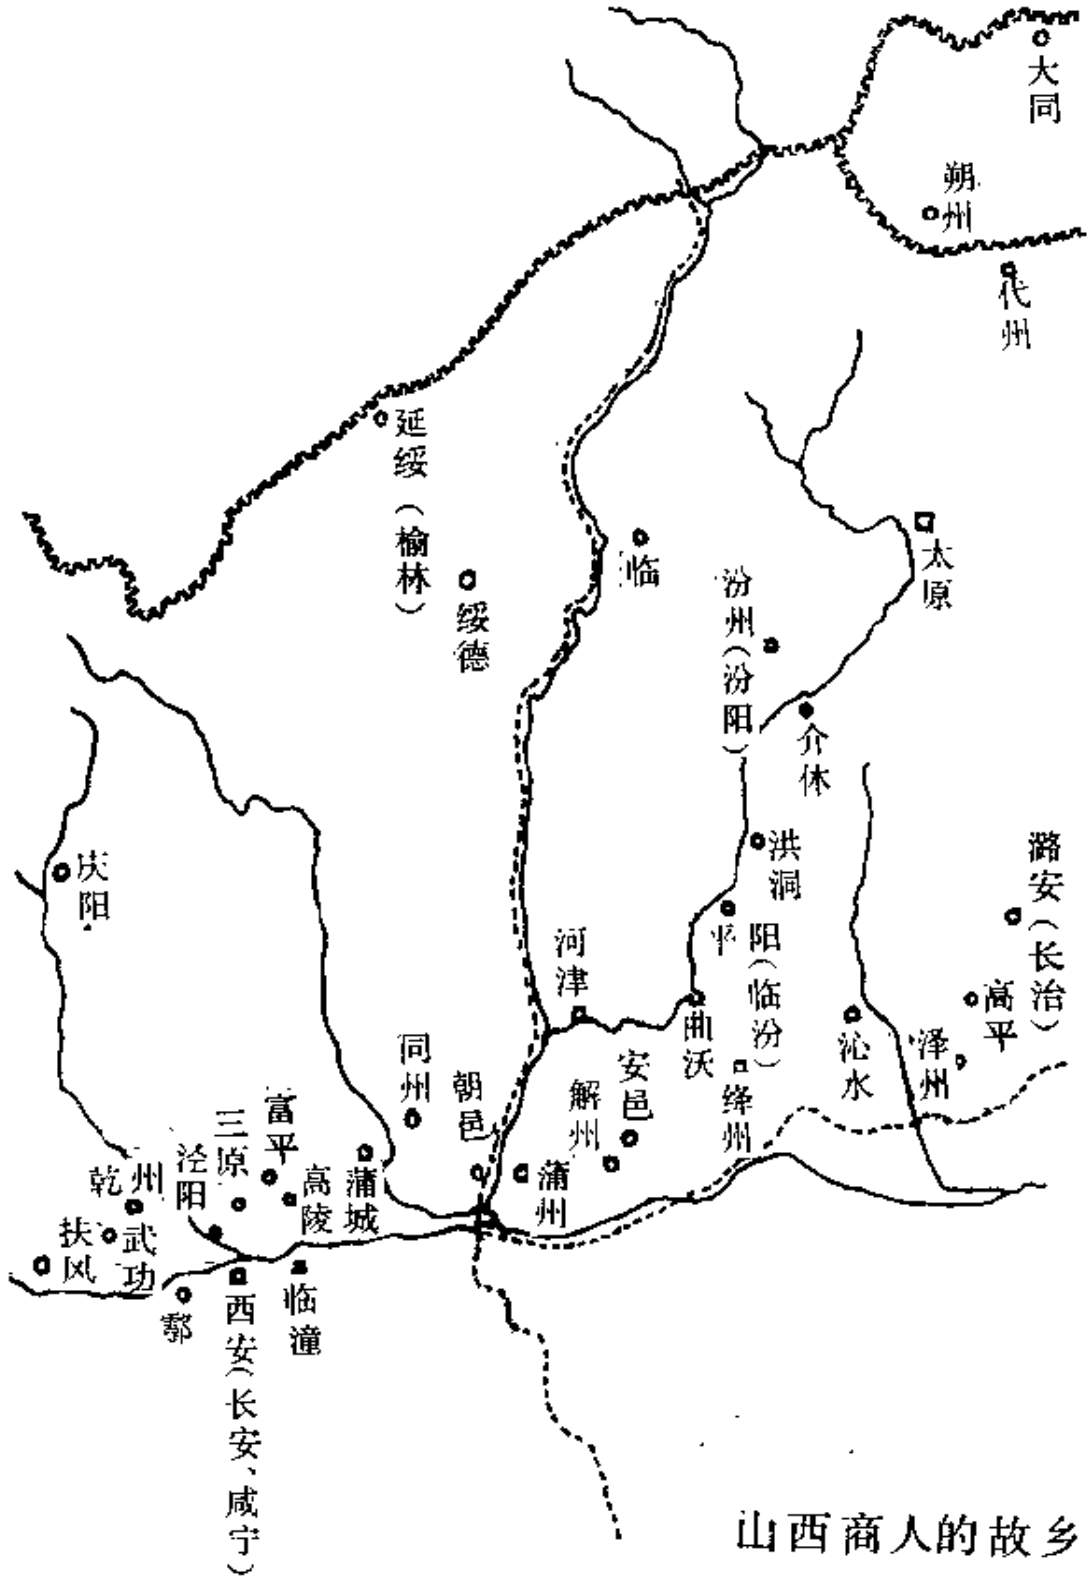 大同
朔州
代州
延绥（榆林）
绥德
临
太原
汾州（汾阳）
介休
庆阳
洪洞
平阳（临汾）
潞安（长治）
高平
泽州
沁水
河津
曲沃
绛州
安邑
解州
同州
朝邑
蒲州
蒲城
富平
三原
高陵
泾阳
乾州
武功
扶风
鄠
西安（长安、咸宁）
临潼
山西商人的故乡